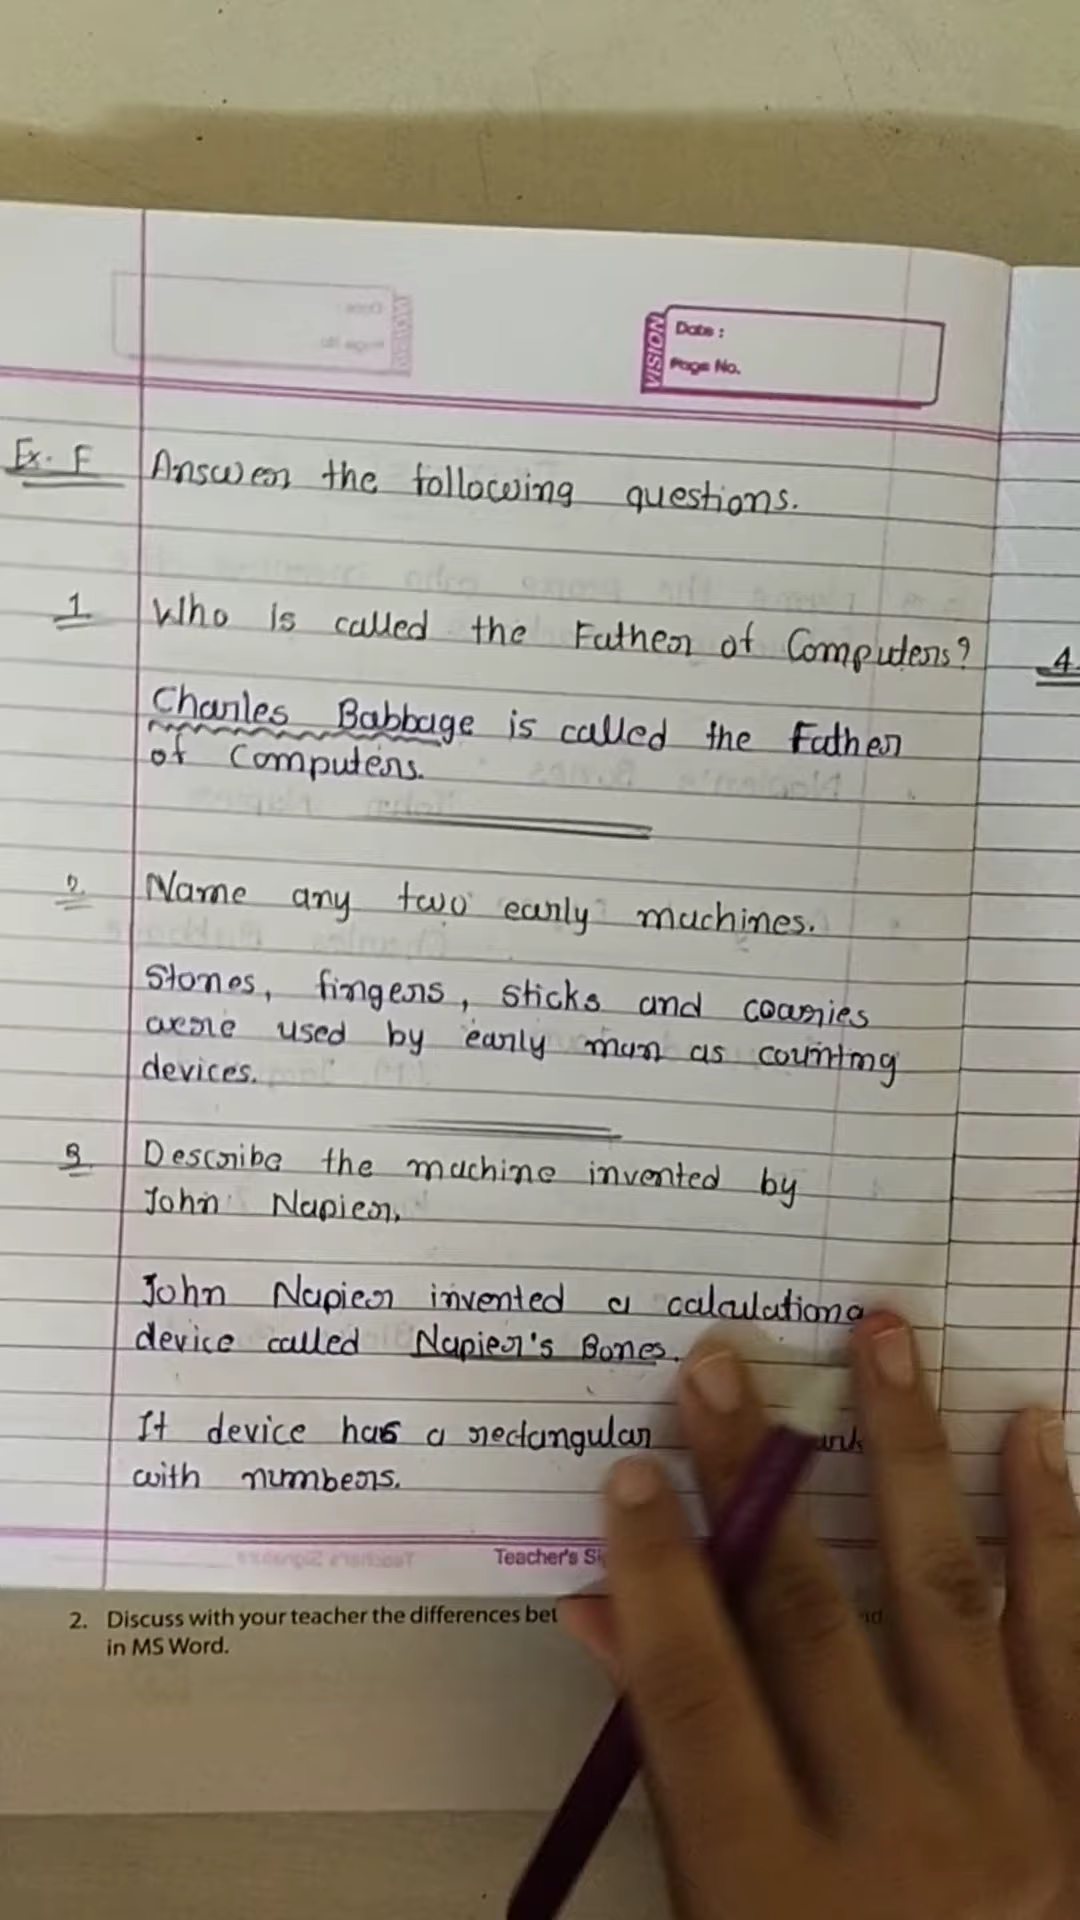 VISION
Date :
Page No.
Ex. F Answer the following questions.
1 Who is called the Father of Computers?
4.
Charles Babbage is called the Father
of Computers.
2. Name any two early machines.
Stones, fingers, sticks and cowries
were used by early man as counting
devices.
3 Describe the machine invented by
John Napier.
John Napier invented a calculationg
device called Napier's Bones.
It device has a rectangular
with numbers.
Teacher's
2. Discuss with your teacher the differences
in MS Word.